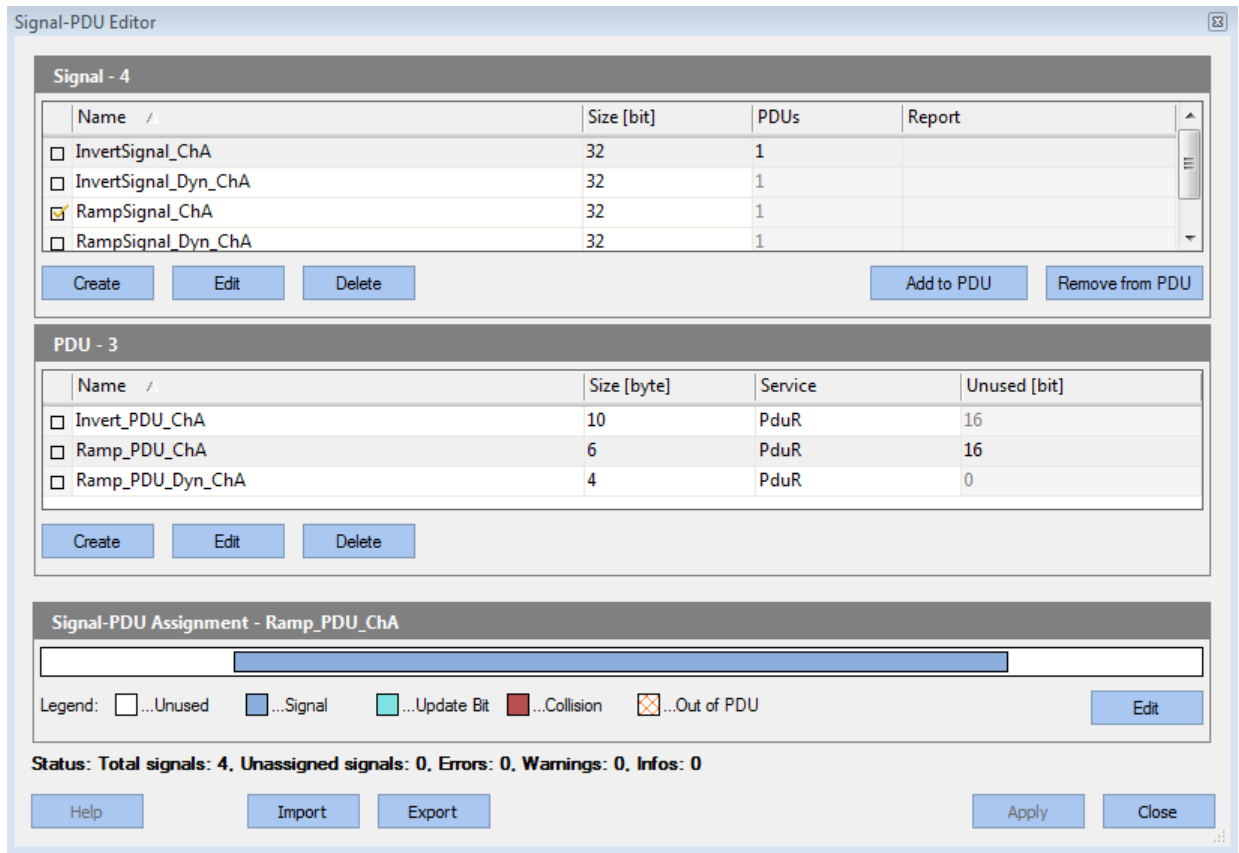 Signal-PDU Editor
Signal - 4
Name Size [bit] PDUs Report
InvertSignal_ChA 32 1
InvertSignal_Dyn_ChA 32 1
RampSignal_ChA 32 1
RampSignal_Dyn_ChA 32 1
Create Edit Delete Add to PDU Remove from PDU
PDU - 3
Name Size [byte] Service Unused [bit]
Invert_PDU_ChA 10 PduR 16
Ramp_PDU_ChA 6 PduR 16
Ramp_PDU_Dyn_ChA 4 PduR 0
Create Edit Delete
Signal-PDU Assignment - Ramp_PDU_ChA
Legend: ...Unused ...Signal ...Update Bit ...Collision ...Out of PDU Edit
Status: Total signals: 4, Unassigned signals: 0, Errors: 0, Warnings: 0, Infos: 0
Help Import Export Apply Close